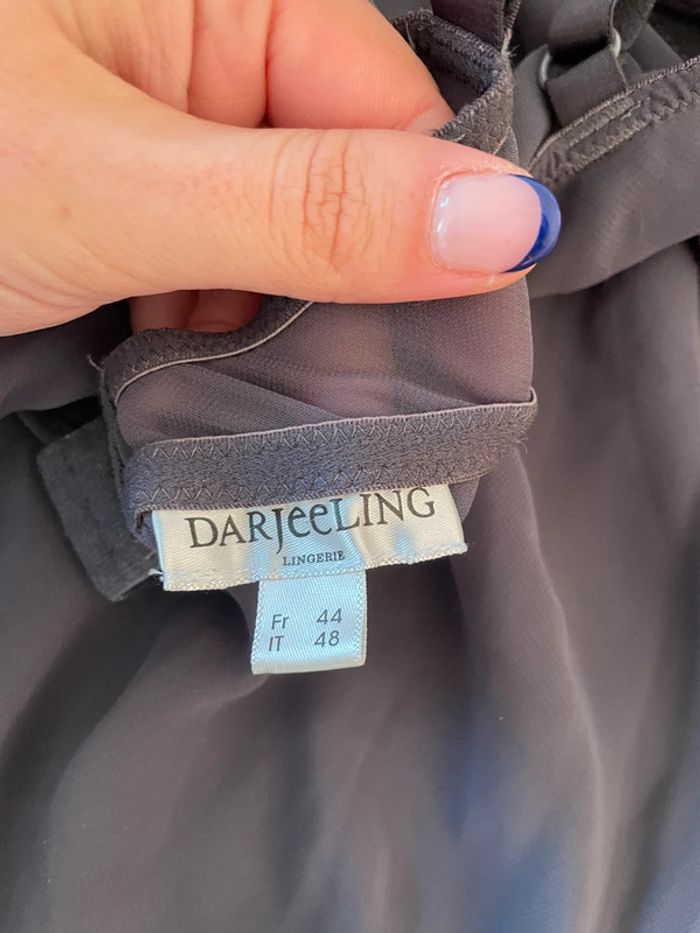 DARJeeLING
LINGERIE
Fr 44
IT 48